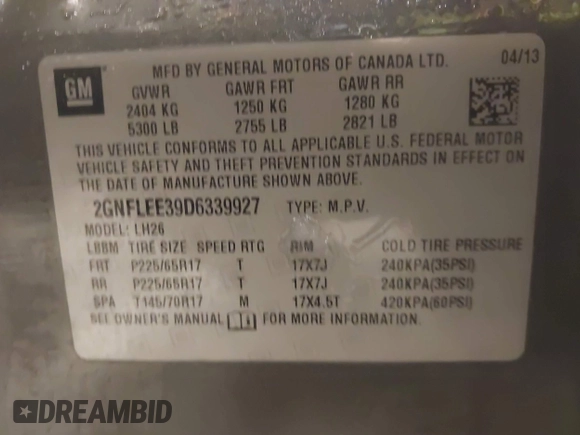 MFD BY GENERAL MOTORS OF CANADA LTD. 04/13
GM
GVWR GAWR FRT GAWR RR
2404 KG 1250 KG 1280 KG
5300 LB 2755 LB 2821 LB
THIS VEHICLE CONFORMS TO ALL APPLICABLE U.S. FEDERAL MOTOR
VEHICLE SAFETY AND THEFT PREVENTION STANDARDS IN EFFECT ON
THE DATE OF MANUFACTURE SHOWN ABOVE.
2GNFLEE39D6339927 TYPE: M.P.V.
MODEL: LH26
LBBM TIRE SIZE SPEED RTG RIM COLD TIRE PRESSURE
FRT P225/65R17 T 17X7J 240KPA(35PSI)
RR P225/65R17 T 17X7J 240KPA(35PSI)
SPA T145/70R17 M 17X4.5T 420KPA(60PSI)
SEE OWNER'S MANUAL FOR MORE INFORMATION
DREAMBID